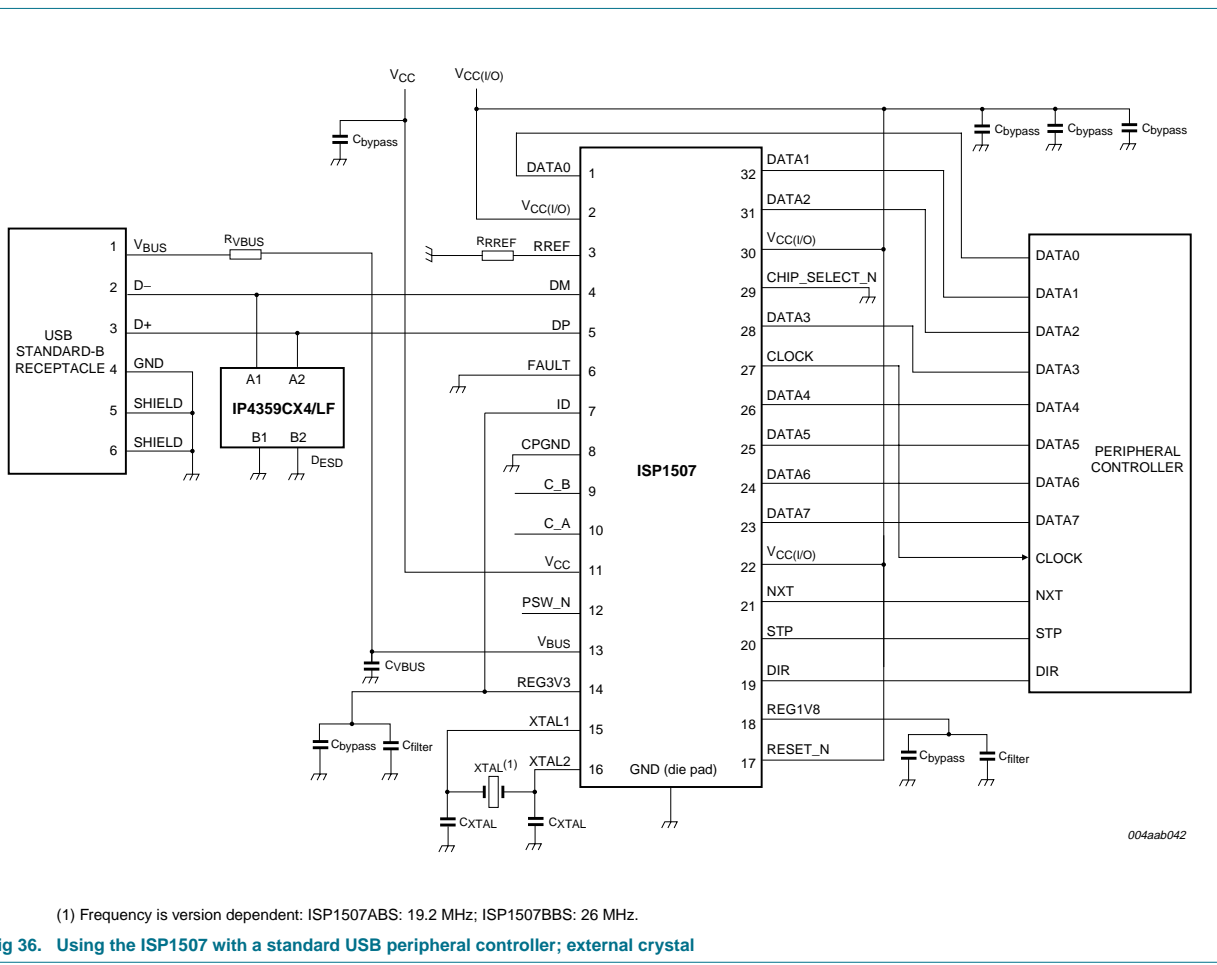 VCC
VCC(I/O)
Cbypass
Cbypass
Cbypass
Cbypass
USB
STANDARD-B
RECEPTACLE
1
VBUS
2
D−
3
D+
4
GND
5
SHIELD
6
SHIELD
RVBUS
A1
A2
IP4359CX4/LF
B1
B2
DESD
RRREF
ISP1507
GND (die pad)
DATA0
1
VCC(I/O)
2
RREF
3
DM
4
DP
5
FAULT
6
ID
7
CPGND
8
C_B
9
C_A
10
VCC
11
PSW_N
12
VBUS
13
REG3V3
14
XTAL1
15
XTAL2
16
32
DATA1
31
DATA2
30
VCC(I/O)
29
CHIP_SELECT_N
28
DATA3
27
CLOCK
26
DATA4
25
DATA5
24
DATA6
23
DATA7
22
VCC(I/O)
21
NXT
20
STP
19
DIR
18
REG1V8
17
RESET_N
CVBUS
Cbypass
Cfilter
XTAL(1)
CXTAL
CXTAL
Cbypass
Cfilter
DATA0
DATA1
DATA2
DATA3
DATA4
DATA5
DATA6
DATA7
CLOCK
NXT
STP
DIR
PERIPHERAL
CONTROLLER
004aab042
(1) Frequency is version dependent: ISP1507ABS: 19.2 MHz; ISP1507BBS: 26 MHz.
ig 36. Using the ISP1507 with a standard USB peripheral controller; external crystal